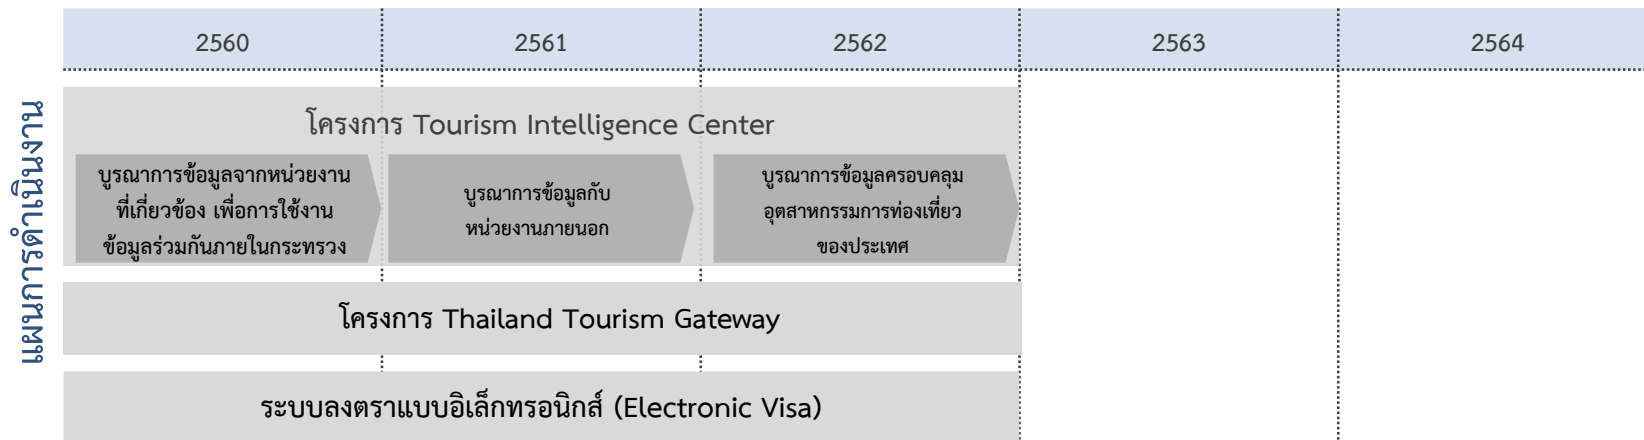 2560 2561 2562 2563 2564
แผนการดำเนินงาน
โครงการ Tourism Intelligence Center
บูรณาการข้อมูลจากหน่วยงาน
ที่เกี่ยวข้อง เพื่อการใช้งาน
ข้อมูลร่วมกันภายในกระทรวง
บูรณาการข้อมูลกับ
หน่วยงานภายนอก
บูรณาการข้อมูลครอบคลุม
อุตสาหกรรมการท่องเที่ยว
ของประเทศ
โครงการ Thailand Tourism Gateway
ระบบลงตราแบบอิเล็กทรอนิกส์ (Electronic Visa)